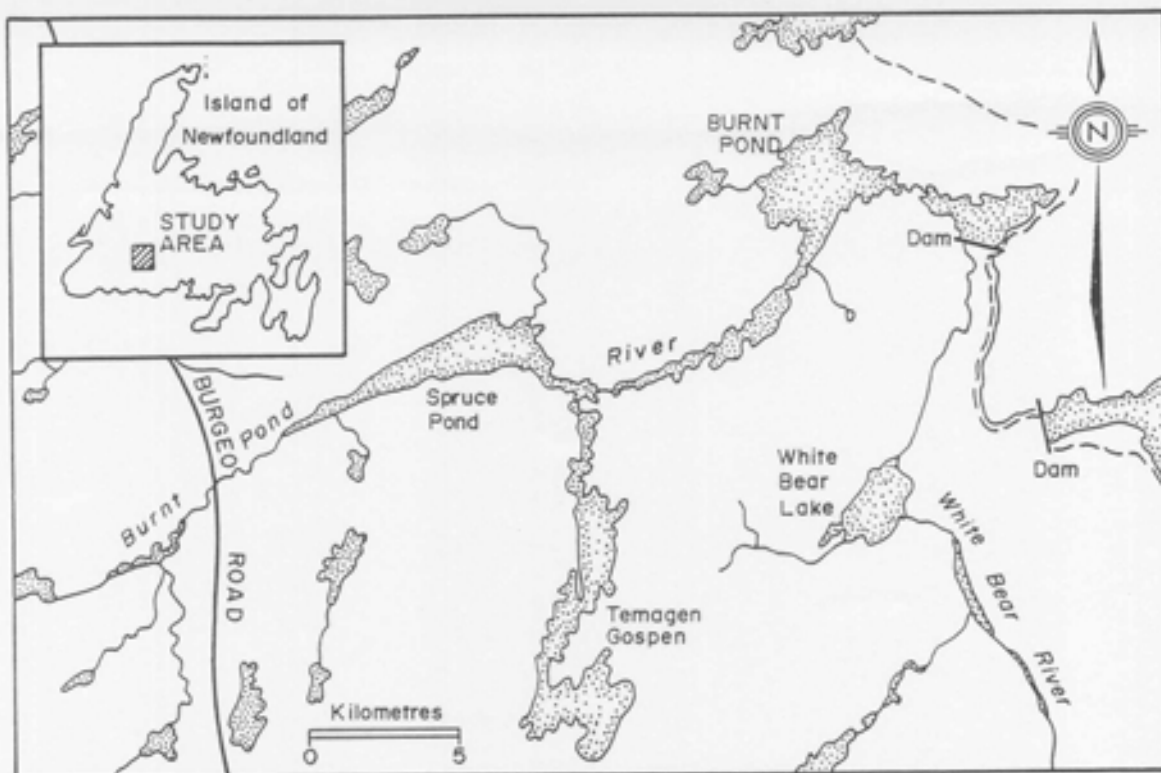 Island of
Newfoundland
STUDY
AREA
BURNT
POND
N
Dam
River
Spruce
Pond
BURGEO
ROAD
Burnt
Pond
White
Bear
Lake
Dam
White
Bear
River
Temagen
Gospen
Kilometres
0 5